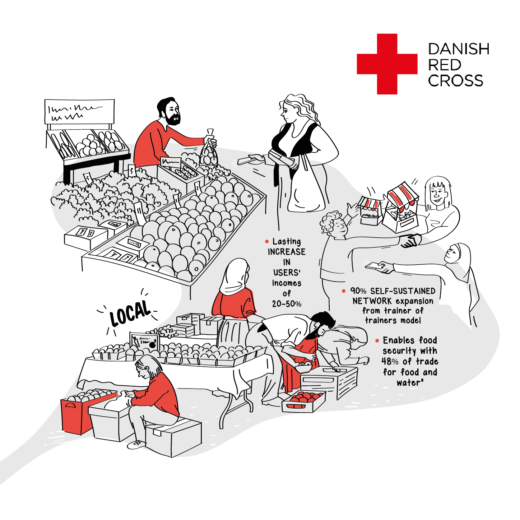 DANISH
RED
CROSS
Lasting
INCREASE
IN
USERS'
incomes
of
20-50%
90% SELF-SUSTAINED
NETWORK expansion
from trainer of
trainers model
LOCAL
Enables food
security with
48% of trade
for food and
water*